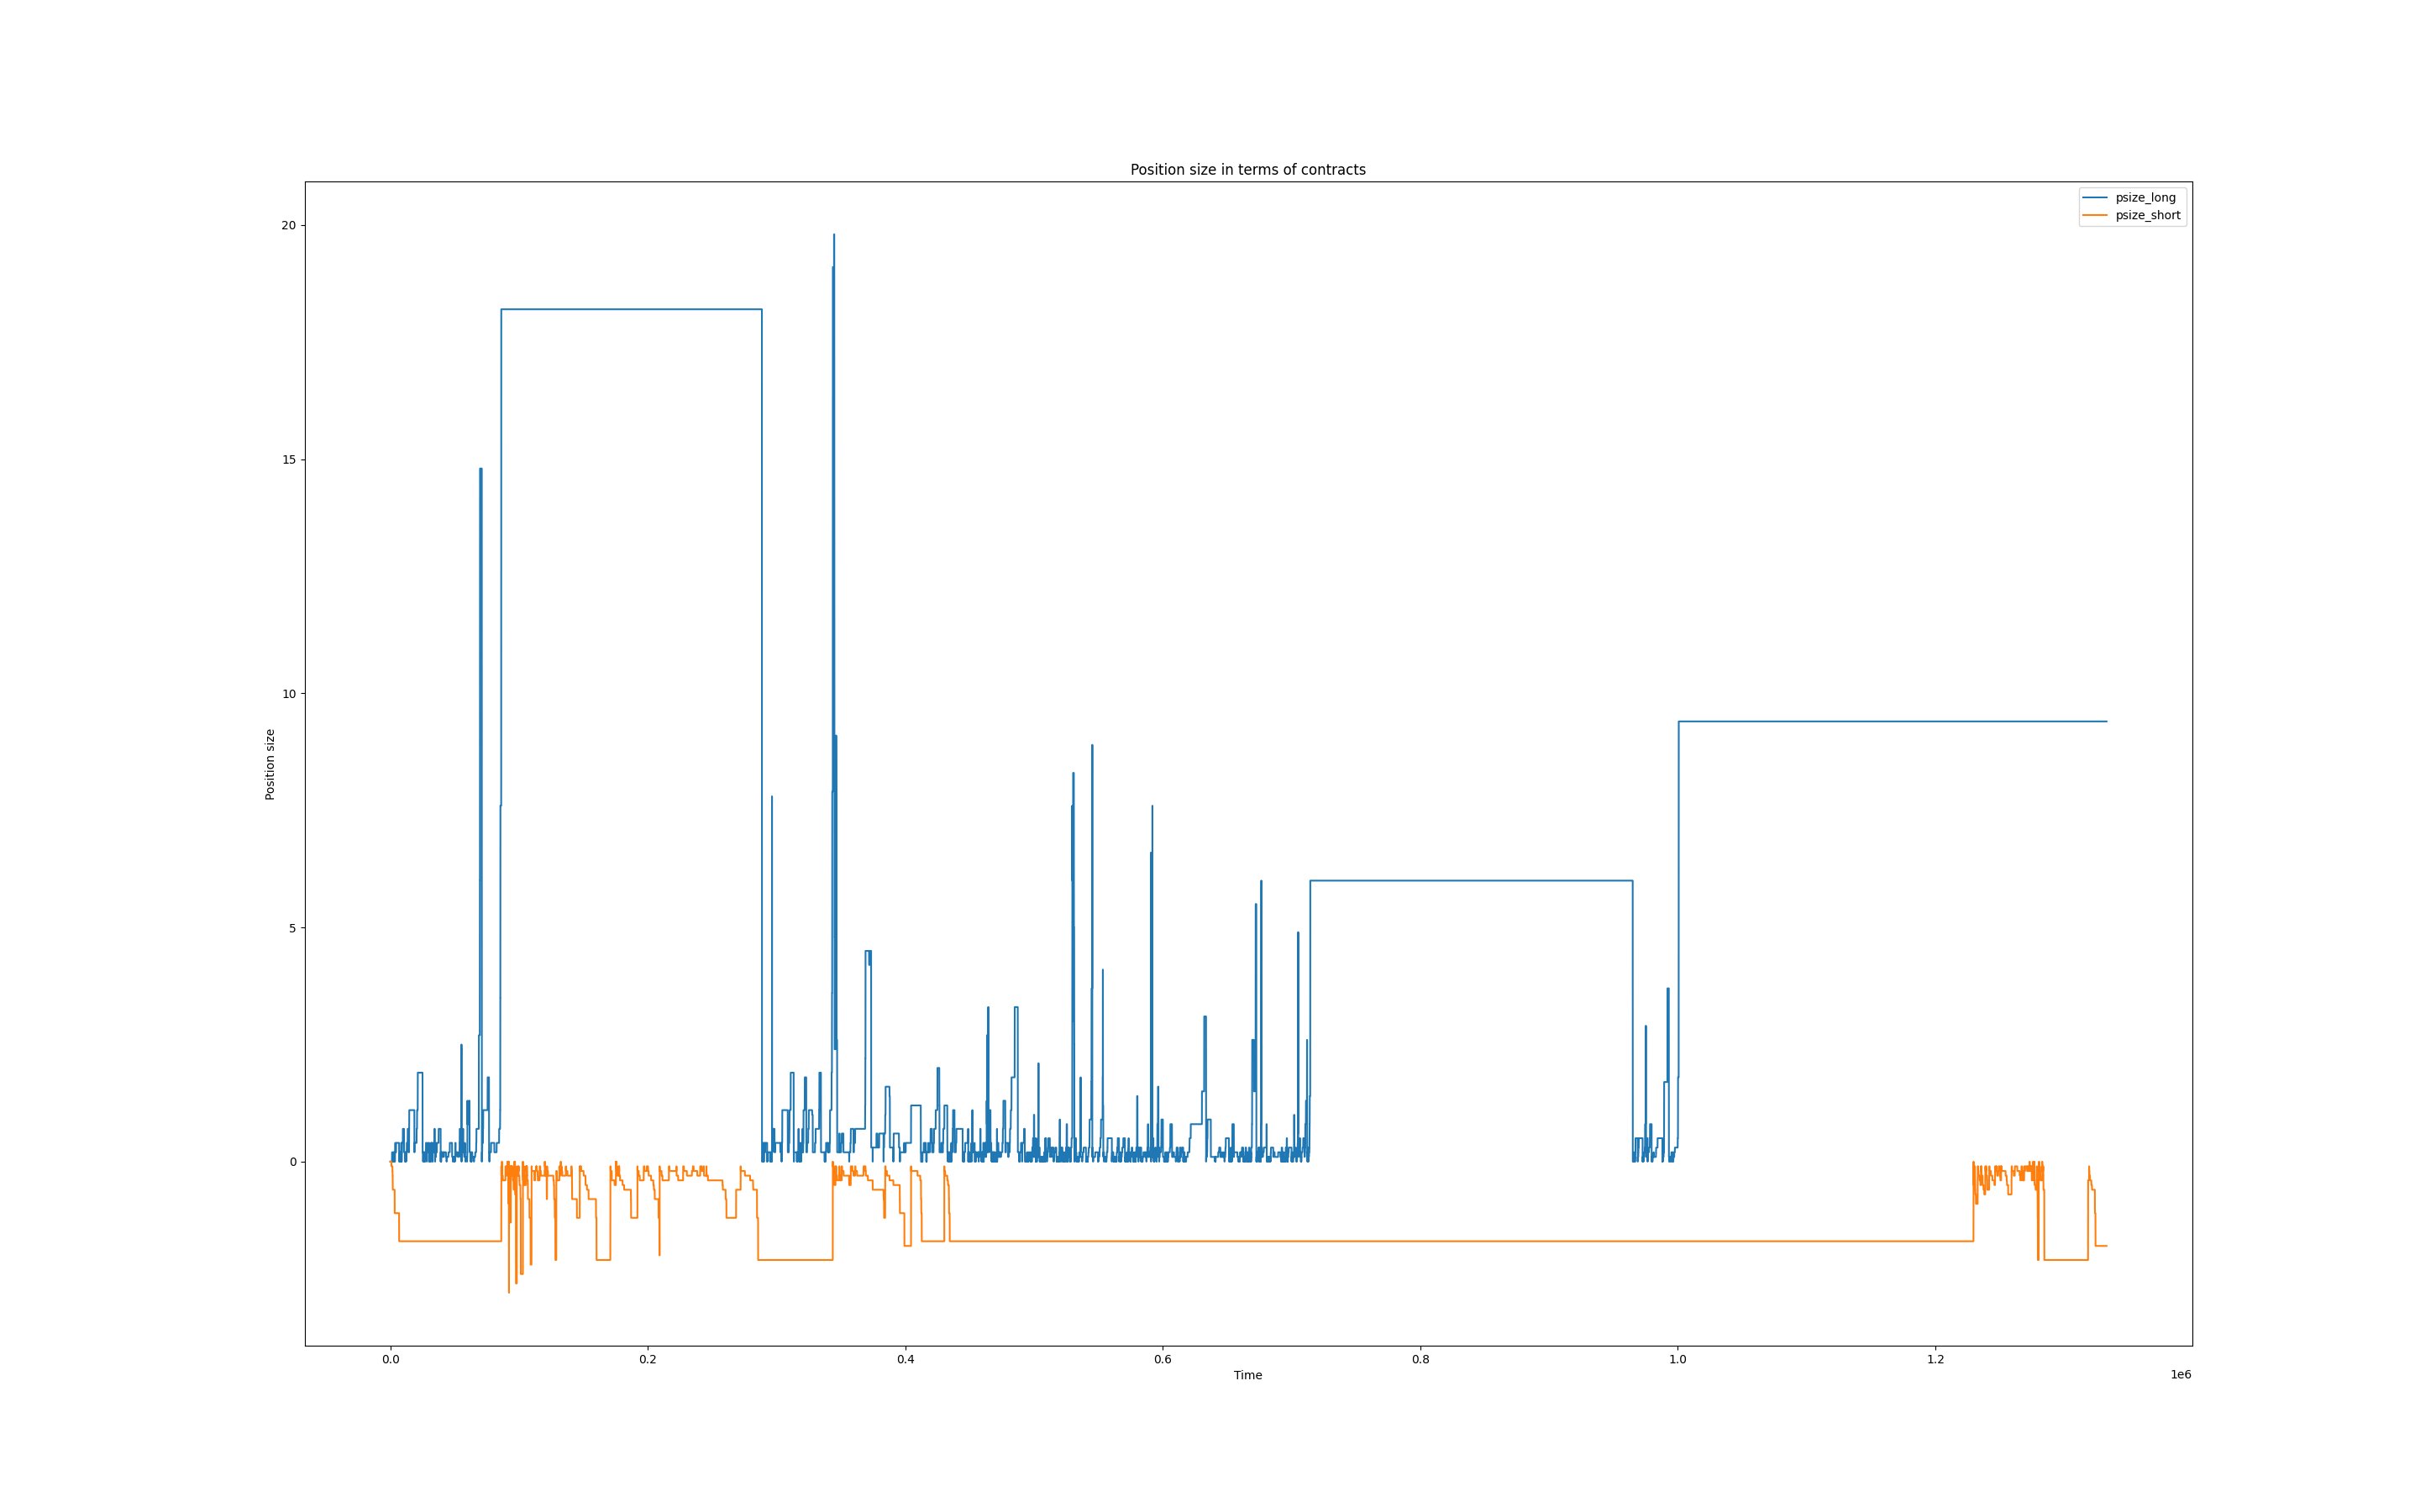 Position size in terms of contracts
psize_long
psize_short
20
15
10
5
0
Position size
0.0 0.2 0.4 0.6 0.8 1.0 1.2
Time
1e6